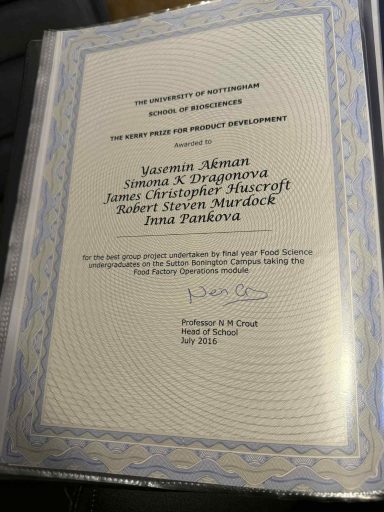 THE UNIVERSITY OF NOTTINGHAM
SCHOOL OF BIOSCIENCES
THE KERRY PRIZE FOR PRODUCT DEVELOPMENT
Awarded to
Yasemin Akman
Simona K Dragonova
James Christopher Huscroft
Robert Steven Murdock
Inna Pankova
for the best group project undertaken by final year Food Science
undergraduates on the Sutton Bonington Campus taking the
Food Factory Operations module
Professor N M Crout
Head of School
July 2016